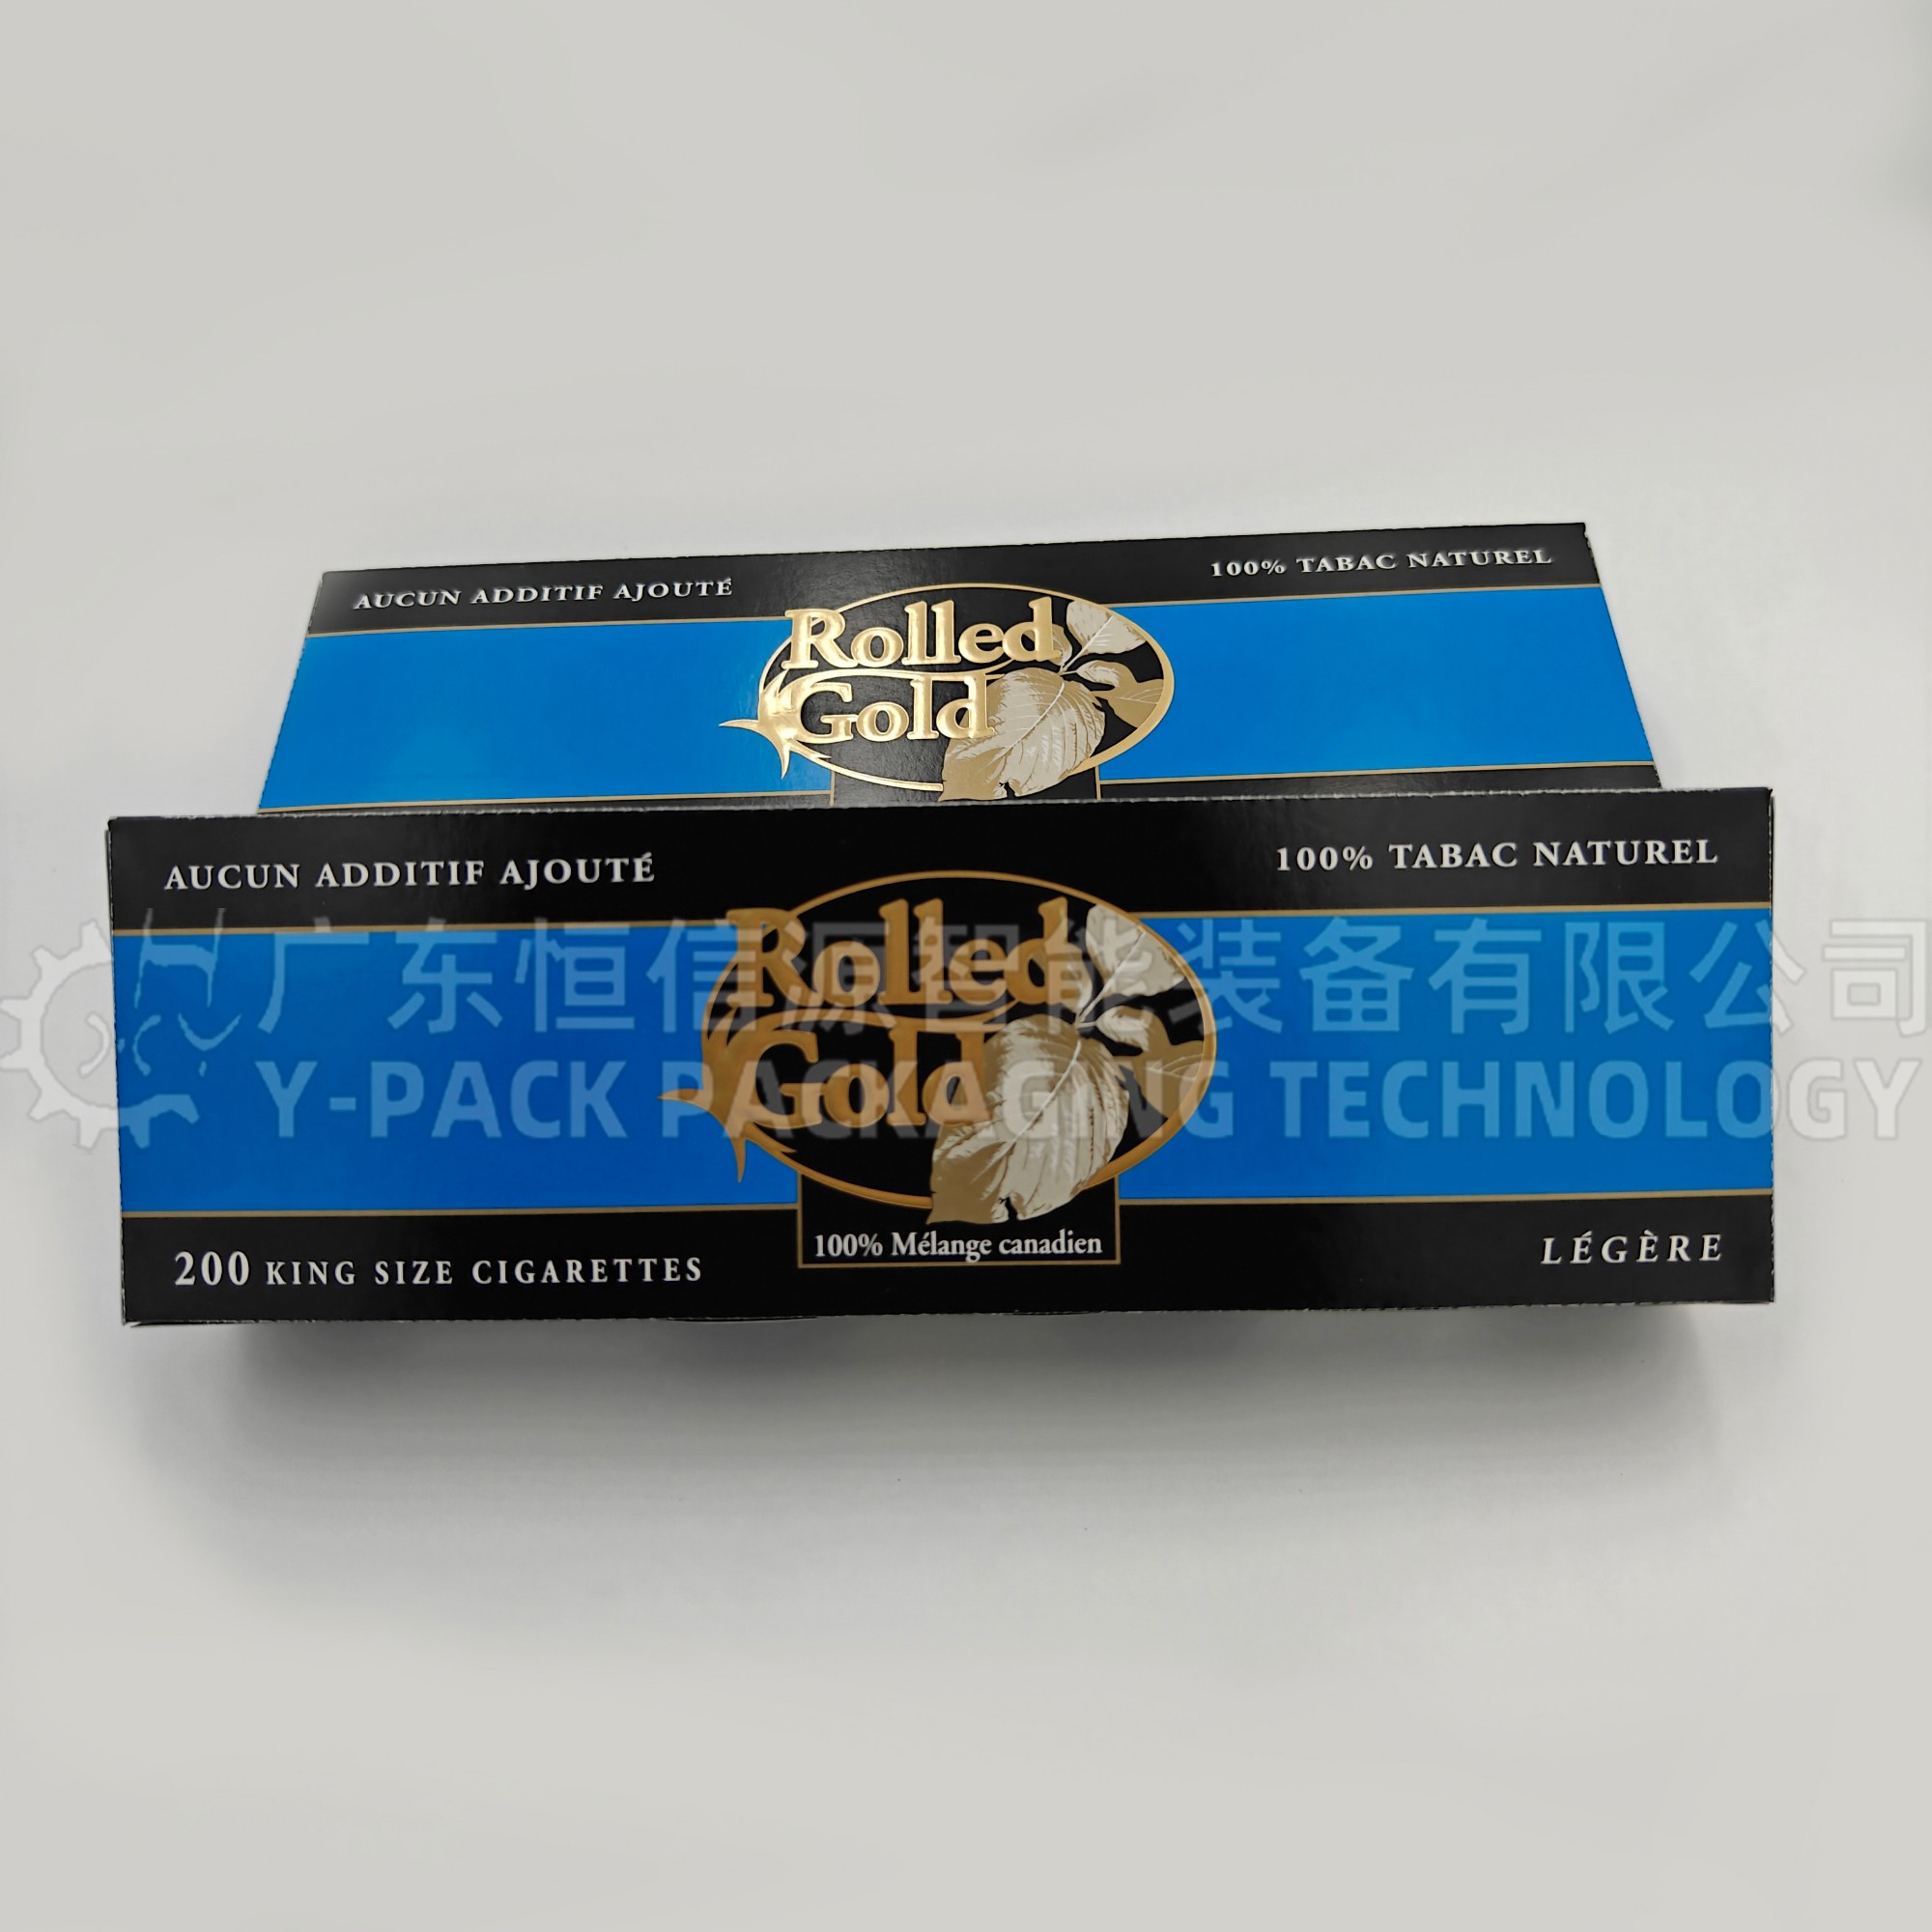 AUCUN ADDITIF AJOUTÉ
100% TABAC NATUREL
Rolled
Gold
AUCUN ADDITIF AJOUTÉ
100% TABAC NATUREL
Rolled
Gold
100% Mélange canadien
200 KING SIZE CIGARETTES
LÉGÈRE
广东恒信源智能装备有限公司
Y-PACK PACKAGING TECHNOLOGY